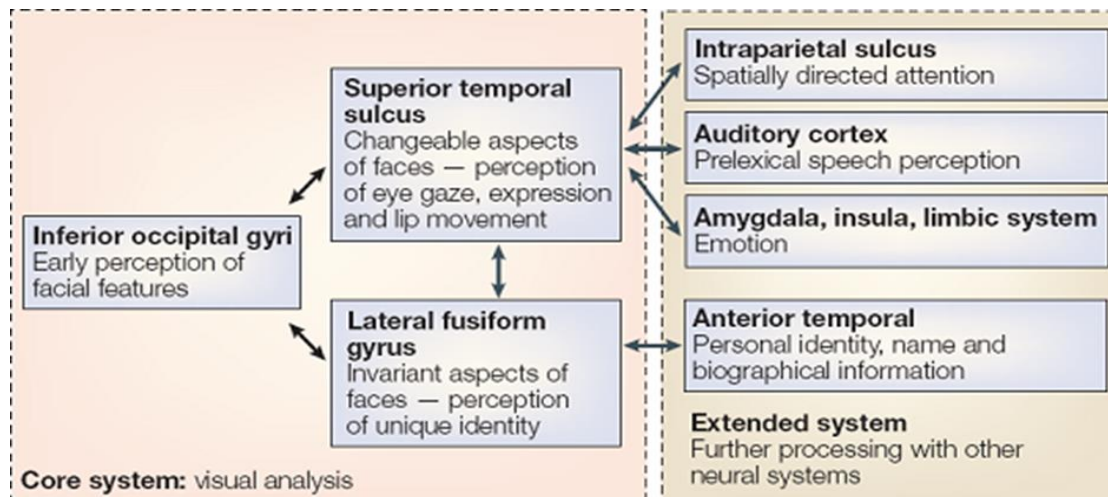 Inferior occipital gyri
Early perception of
facial features
Superior temporal
sulcus
Changeable aspects
of faces — perception
of eye gaze, expression
and lip movement
Lateral fusiform
gyrus
Invariant aspects of
faces — perception
of unique identity
Core system: visual analysis
Intraparietal sulcus
Spatially directed attention
Auditory cortex
Prelexical speech perception
Amygdala, insula, limbic system
Emotion
Anterior temporal
Personal identity, name and
biographical information
Extended system
Further processing with other
neural systems